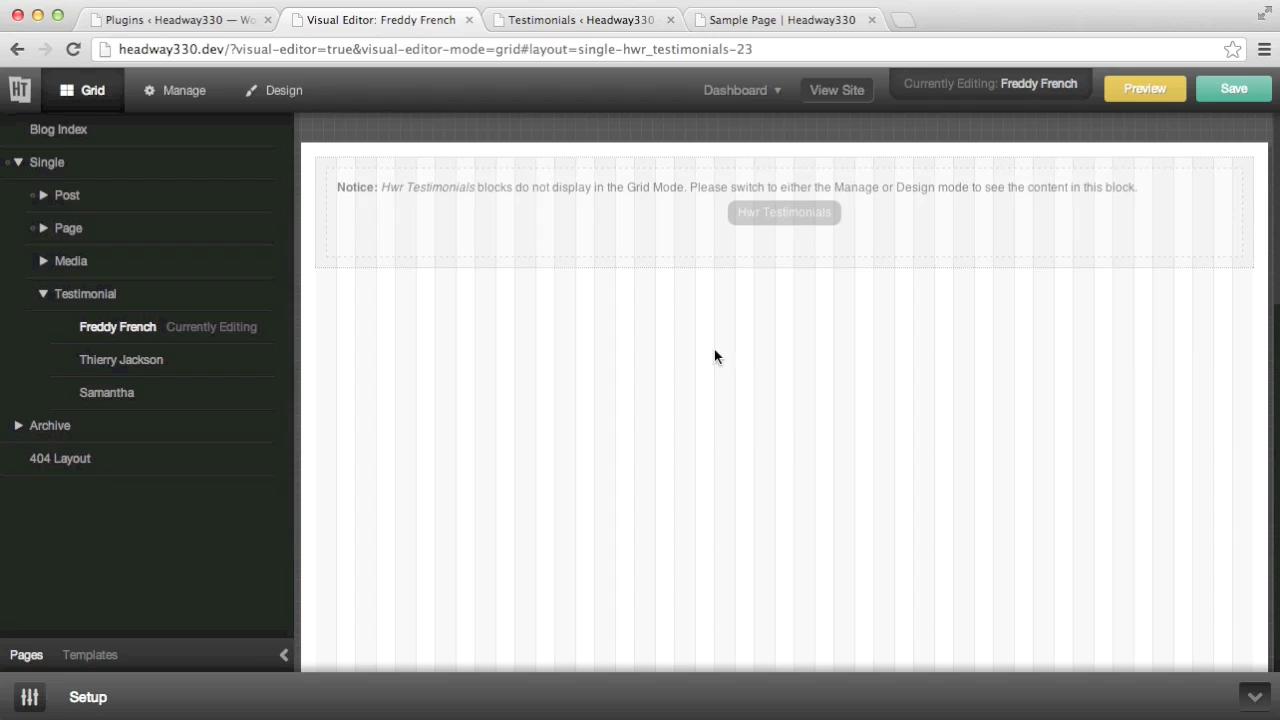 Plugins ‹ Headway330 — Wo
Visual Editor: Freddy French
Testimonials ‹ Headway330
Sample Page | Headway330
headway330.dev/?visual-editor=true&visual-editor-mode=grid#layout=single-hwr_testimonials-23
HT
Grid
Manage
Design
Dashboard
View Site
Currently Editing: Freddy French
Preview
Save
Blog Index
Single
Post
Page
Media
Testimonial
Freddy French Currently Editing
Thierry Jackson
Samantha
Archive
404 Layout
Notice: Hwr Testimonials blocks do not display in the Grid Mode. Please switch to either the Manage or Design mode to see the content in this block.
Hwr Testimonials
Pages
Templates
Setup